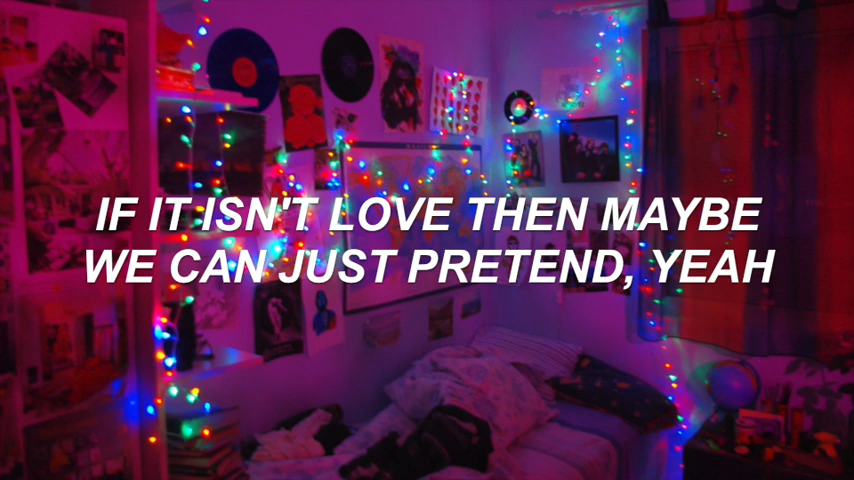 IF IT ISN'T LOVE THEN MAYBE
WE CAN JUST PRETEND, YEAH